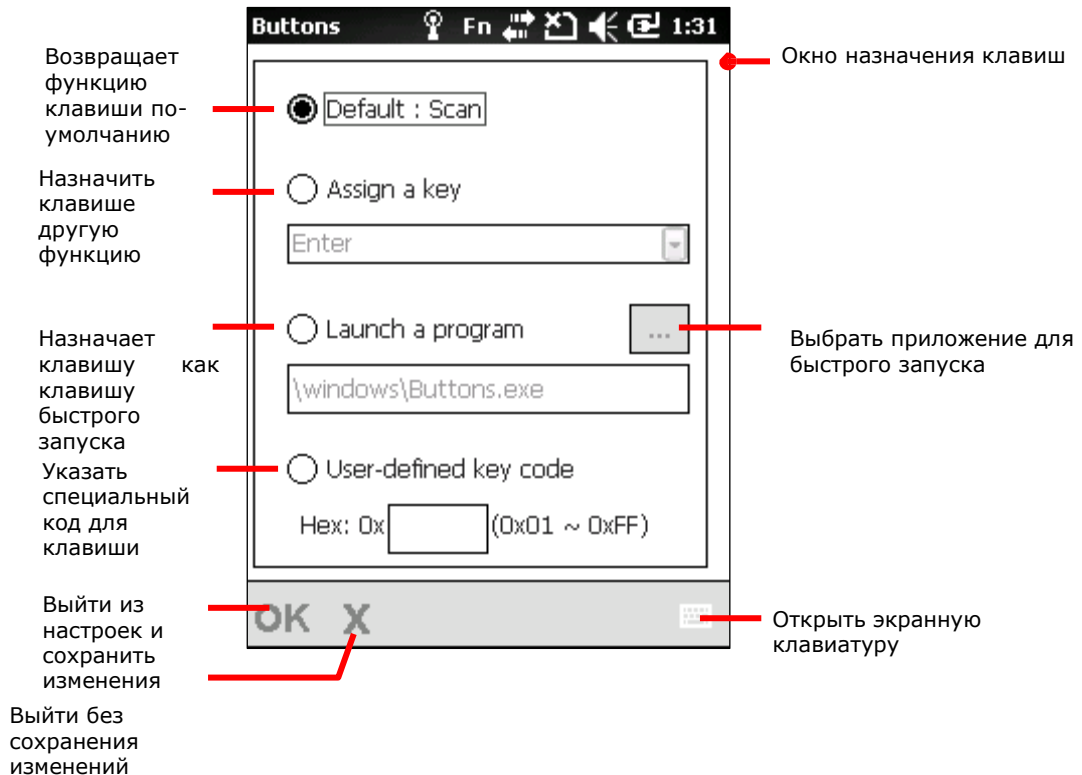 Buttons Fn 1:31
Возвращает
функцию
клавиши по-
умолчанию
Окно назначения клавиш
Default : Scan
Назначить
клавише
другую
функцию
Assign a key
Enter
Назначает
клавишу как
клавишу
быстрого
запуска
Launch a program
...
Выбрать приложение для
быстрого запуска
\windows\Buttons.exe
Указать
специальный
код для
клавиши
User-defined key code
Hex: 0x (0x01 ~ 0xFF)
Выйти из
настроек и
сохранить
изменения
OK X
Открыть экранную
клавиатуру
Выйти без
сохранения
изменений